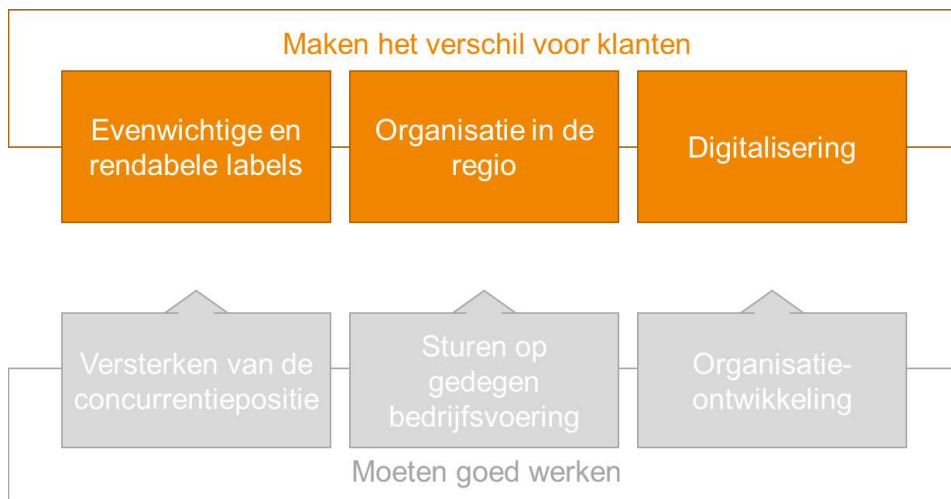 Maken het verschil voor klanten
Evenwichtige en
rendabele labels
Organisatie in de
regio
Digitalisering
Versterken van de
concurrentiepositie
Sturen op
gedegen
bedrijfsvoering
Organisatie-
ontwikkeling
Moeten goed werken